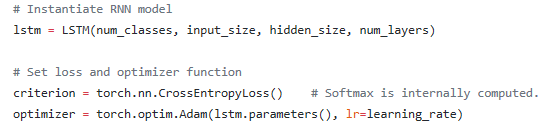 # Instantiate RNN model
lstm = LSTM(num_classes, input_size, hidden_size, num_layers)
# Set loss and optimizer function
criterion = torch.nn.CrossEntropyLoss()    # Softmax is internally computed.
optimizer = torch.optim.Adam(lstm.parameters(), lr=learning_rate)